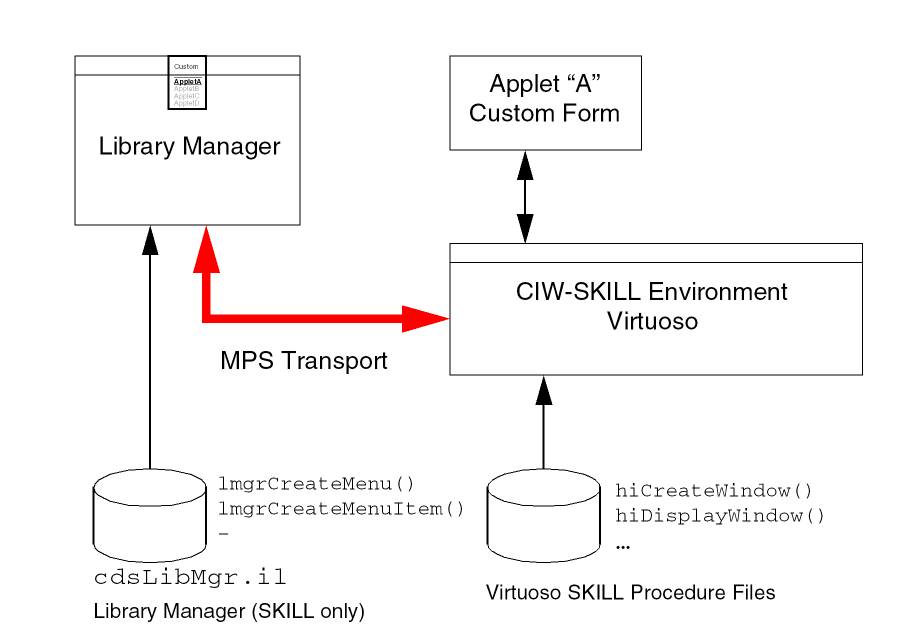 Custom
AppletA
AppletB
AppletC
AppletD
Library Manager
Applet “A”
Custom Form
CIW-SKILL Environment
Virtuoso
MPS Transport
lmgrCreateMenu()
lmgrCreateMenuItem()
–
cdsLibMgr.il
Library Manager (SKILL only)
hiCreateWindow()
hiDisplayWindow()
...
Virtuoso SKILL Procedure Files